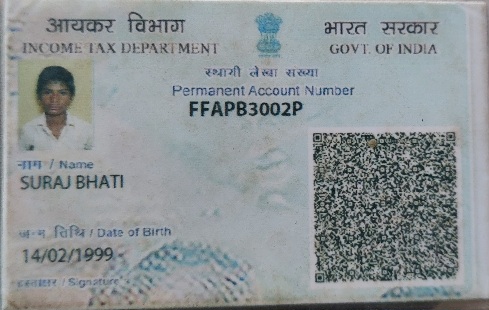 आयकर विभाग
INCOME TAX DEPARTMENT
भारत सरकार
GOVT. OF INDIA
स्थायी लेखा संख्या
Permanent Account Number
FFAPB3002P
नाम / Name
SURAJ BHATI
जन्म तिथि / Date of Birth
14/02/1999
हस्ताक्षर / Signature